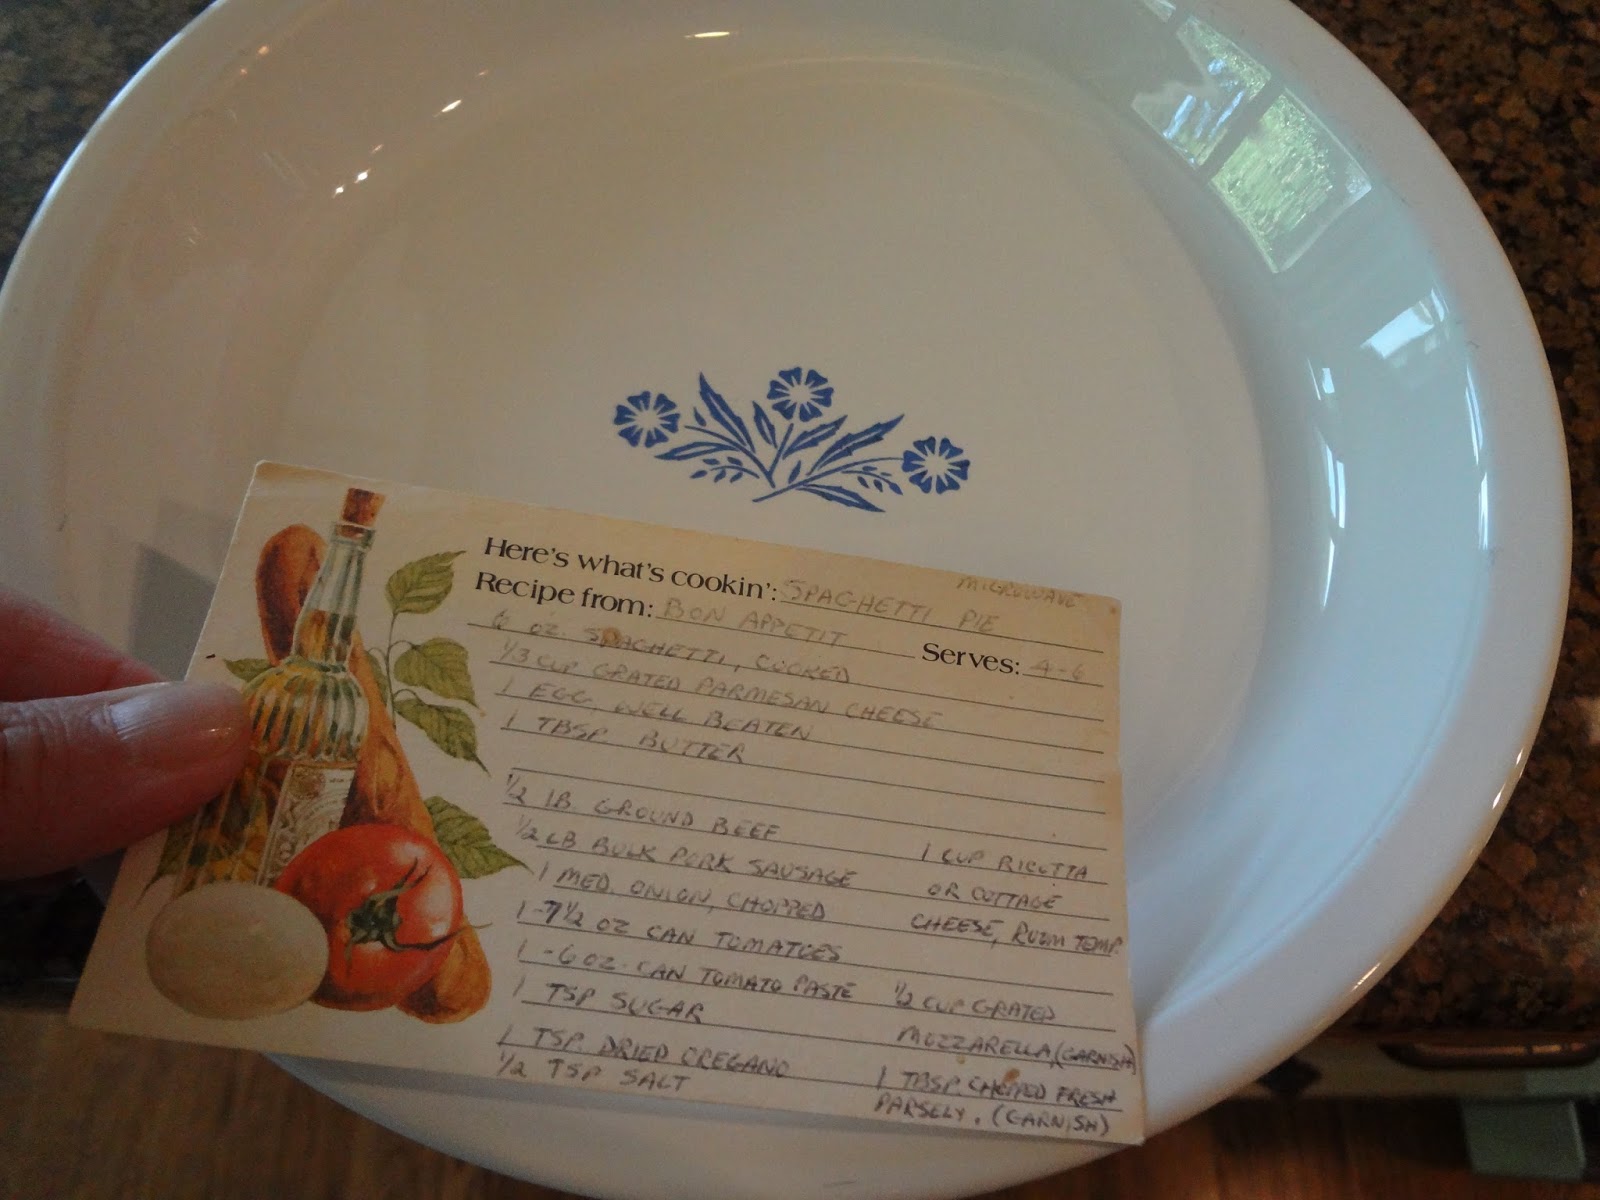 Here's what's cookin': SPAGHETTI PIE MICROWAVE
Recipe from: BON APPETIT Serves: 4-6
6 OZ. SPAGHETTI, COOKED
1/3 CUP GRATED PARMESAN CHEESE
1 EGG, WELL BEATEN
1 TBSP BUTTER
1/2 LB. GROUND BEEF
1/2 LB BULK PORK SAUSAGE
1 MED. ONION, CHOPPED
1-7 1/2 OZ CAN TOMATOES
1-6 OZ. CAN TOMATO PASTE
1 TSP SUGAR
1 TSP. DRIED OREGANO
1/2 TSP SALT
1 CUP RICOTTA
OR COTTAGE
CHEESE, ROOM TEMP.
1/2 CUP GRATED
MOZZARELLA, (GARNISH)
1 TBSP. CHOPPED FRESH
PARSELY. (GARNISH)